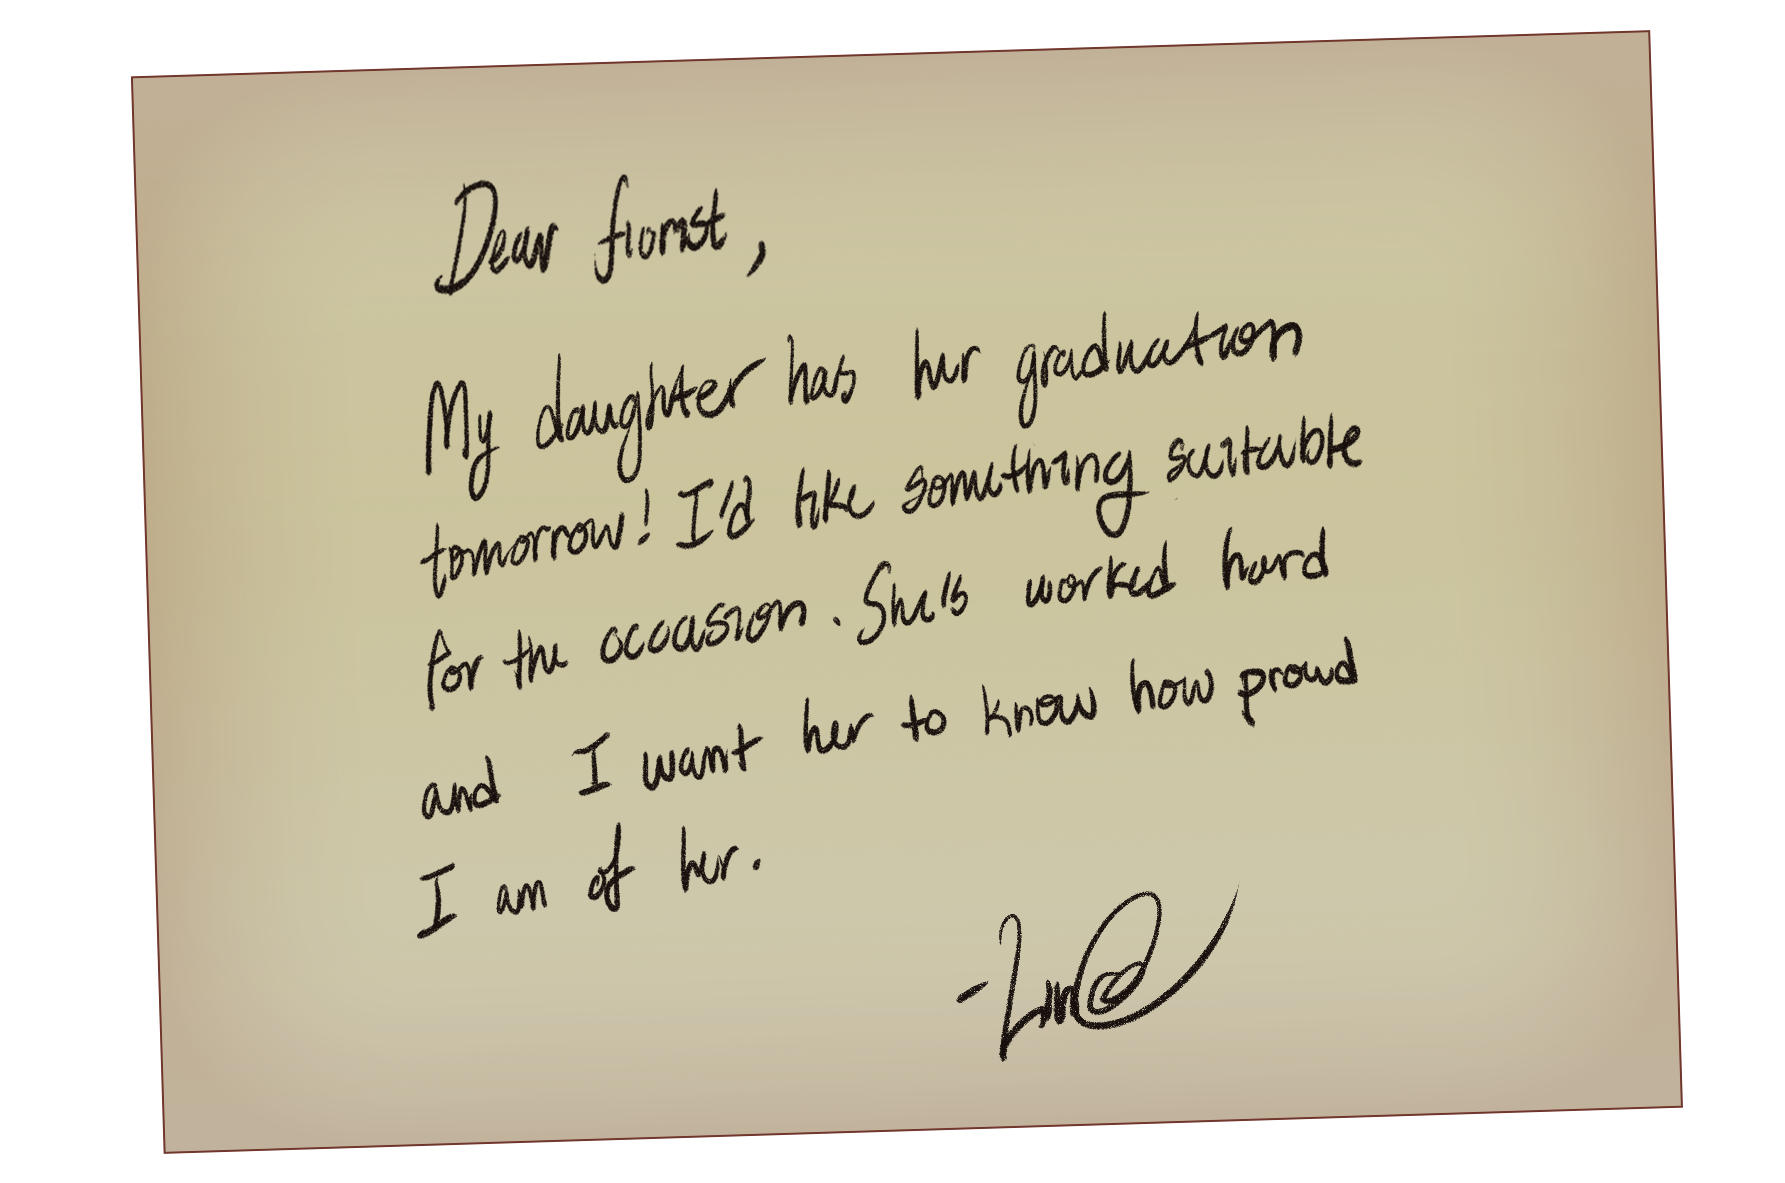 Dear florist,
My daughter has her graduation
tomorrow! I'd like something suitable
for the occasion. She's worked hard
and I want her to know how proud
I am of her.